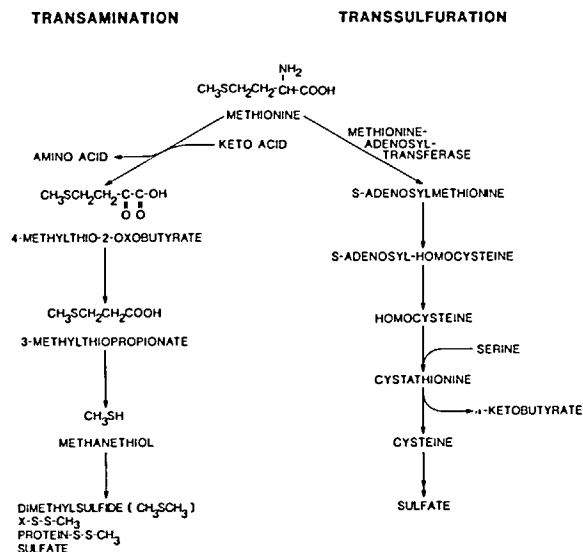 TRANSAMINATION
TRANSSULFURATION
NH2
CH3SCH2CH2-CH-COOH
METHIONINE
KETO ACID
AMINO ACID
METHIONINE-
ADENOSYL-
TRANSFERASE
CH3SCH2CH2-C-C-OH
O O
4-METHYLTHIO-2-OXOBUTYRATE
CH3SCH2CH2COOH
3-METHYLTHIOPROPIONATE
CH3SH
METHANETHIOL
DIMETHYLSULFIDE ( CH3SCH3 )
X-S-S-CH3
PROTEIN-S-S-CH3
SULFATE
S-ADENOSYLMETHIONINE
S-ADENOSYL-HOMOCYSTEINE
HOMOCYSTEINE
SERINE
CYSTATHIONINE
α-KETOBUTYRATE
CYSTEINE
SULFATE